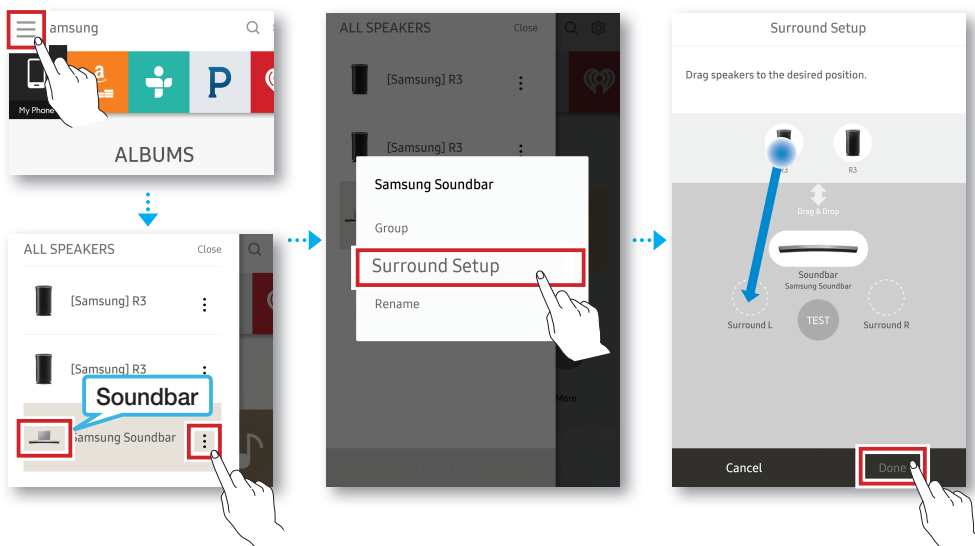 amsung
a
P
My Phone
ALBUMS
ALL SPEAKERS
Close
[Samsung] R3
[Samsung] R3
Soundbar
Samsung Soundbar
ALL SPEAKERS
Close
[Samsung] R3
[Samsung] R3
Samsung Soundbar
Group
Surround Setup
Rename
More
Surround Setup
Drag speakers to the desired position.
R3
R3
Drag & Drop
Soundbar
Samsung Soundbar
Surround L
TEST
Surround R
Cancel
Done